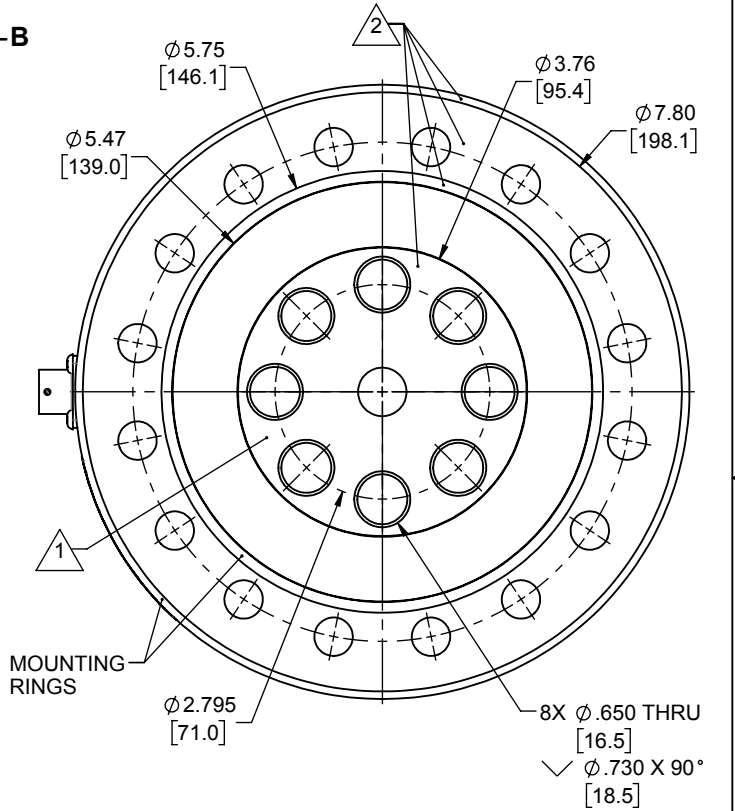 -B
2
Ø5.75
[146.1]
Ø3.76
[95.4]
Ø7.80
[198.1]
Ø5.47
[139.0]
1
MOUNTING
RINGS
Ø2.795
[71.0]
8X Ø.650 THRU
[16.5]
⌵ Ø.730 X 90°
[18.5]